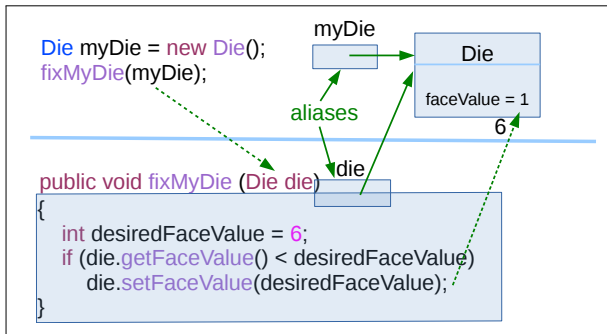 myDie
Die myDie = new Die();
fixMyDie(myDie);
Die
faceValue = 1
6
aliases
die
public void fixMyDie (Die die)
{
int desiredFaceValue = 6;
if (die.getFaceValue() < desiredFaceValue)
die.setFaceValue(desiredFaceValue);
}